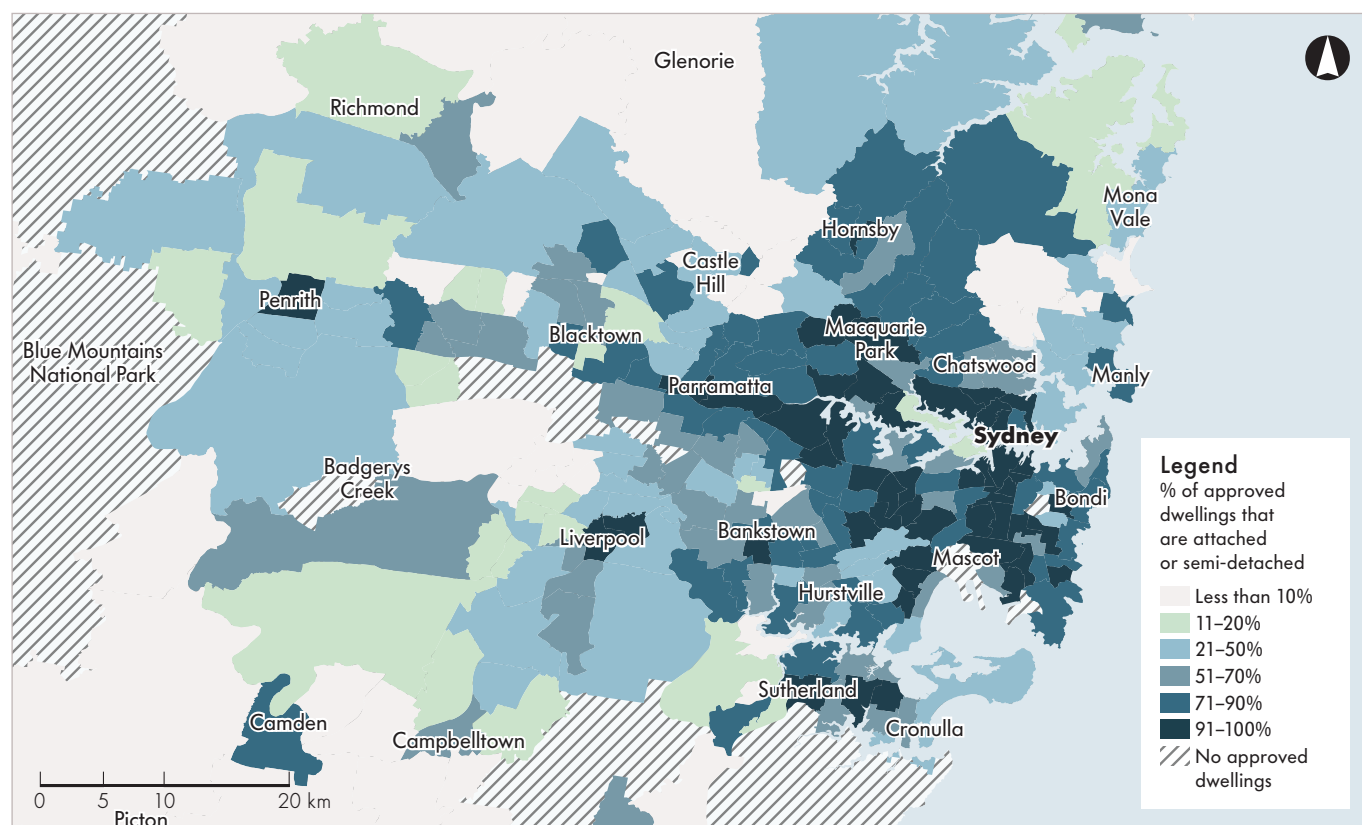 Glenorie
Richmond
Mona
Vale
Hornsby
Castle
Hill
Penrith
Blacktown
Macquarie
Park
Chatswood
Blue Mountains
National Park
Parramatta
Manly
Sydney
Badgerys
Creek
Bondi
Liverpool
Bankstown
Mascot
Hurstville
Sutherland
Camden
Campbelltown
Cronulla
0 5 10 20 km
Picton
Legend
% of approved
dwellings that
are attached
or semi-detached
Less than 10%
11–20%
21–50%
51–70%
71–90%
91–100%
No approved
dwellings